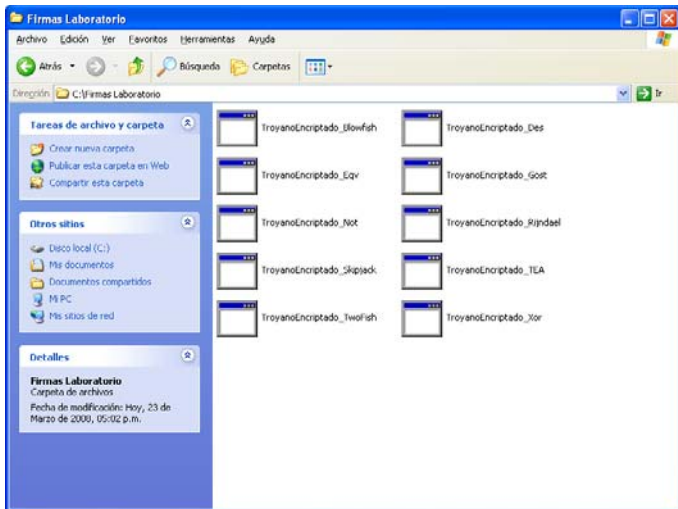 Firmas Laboratorio
Archivo Edición Ver Favoritos Herramientas Ayuda
Atrás Búsqueda Carpetas
Dirección C:\Firmas Laboratorio Ir
Tareas de archivo y carpeta
Crear nueva carpeta
Publicar esta carpeta en Web
Compartir esta carpeta
Otros sitios
Disco local (C:)
Mis documentos
Documentos compartidos
Mi PC
Mis sitios de red
Detalles
Firmas Laboratorio
Carpeta de archivos
Fecha de modificación: Hoy, 23 de
Marzo de 2008, 05:02 p.m.
TroyanoEncriptado_Blowfish TroyanoEncriptado_Des
TroyanoEncriptado_Eqv TroyanoEncriptado_Gost
TroyanoEncriptado_Not TroyanoEncriptado_Rijndael
TroyanoEncriptado_Skipjack TroyanoEncriptado_TEA
TroyanoEncriptado_TwoFish TroyanoEncriptado_Xor